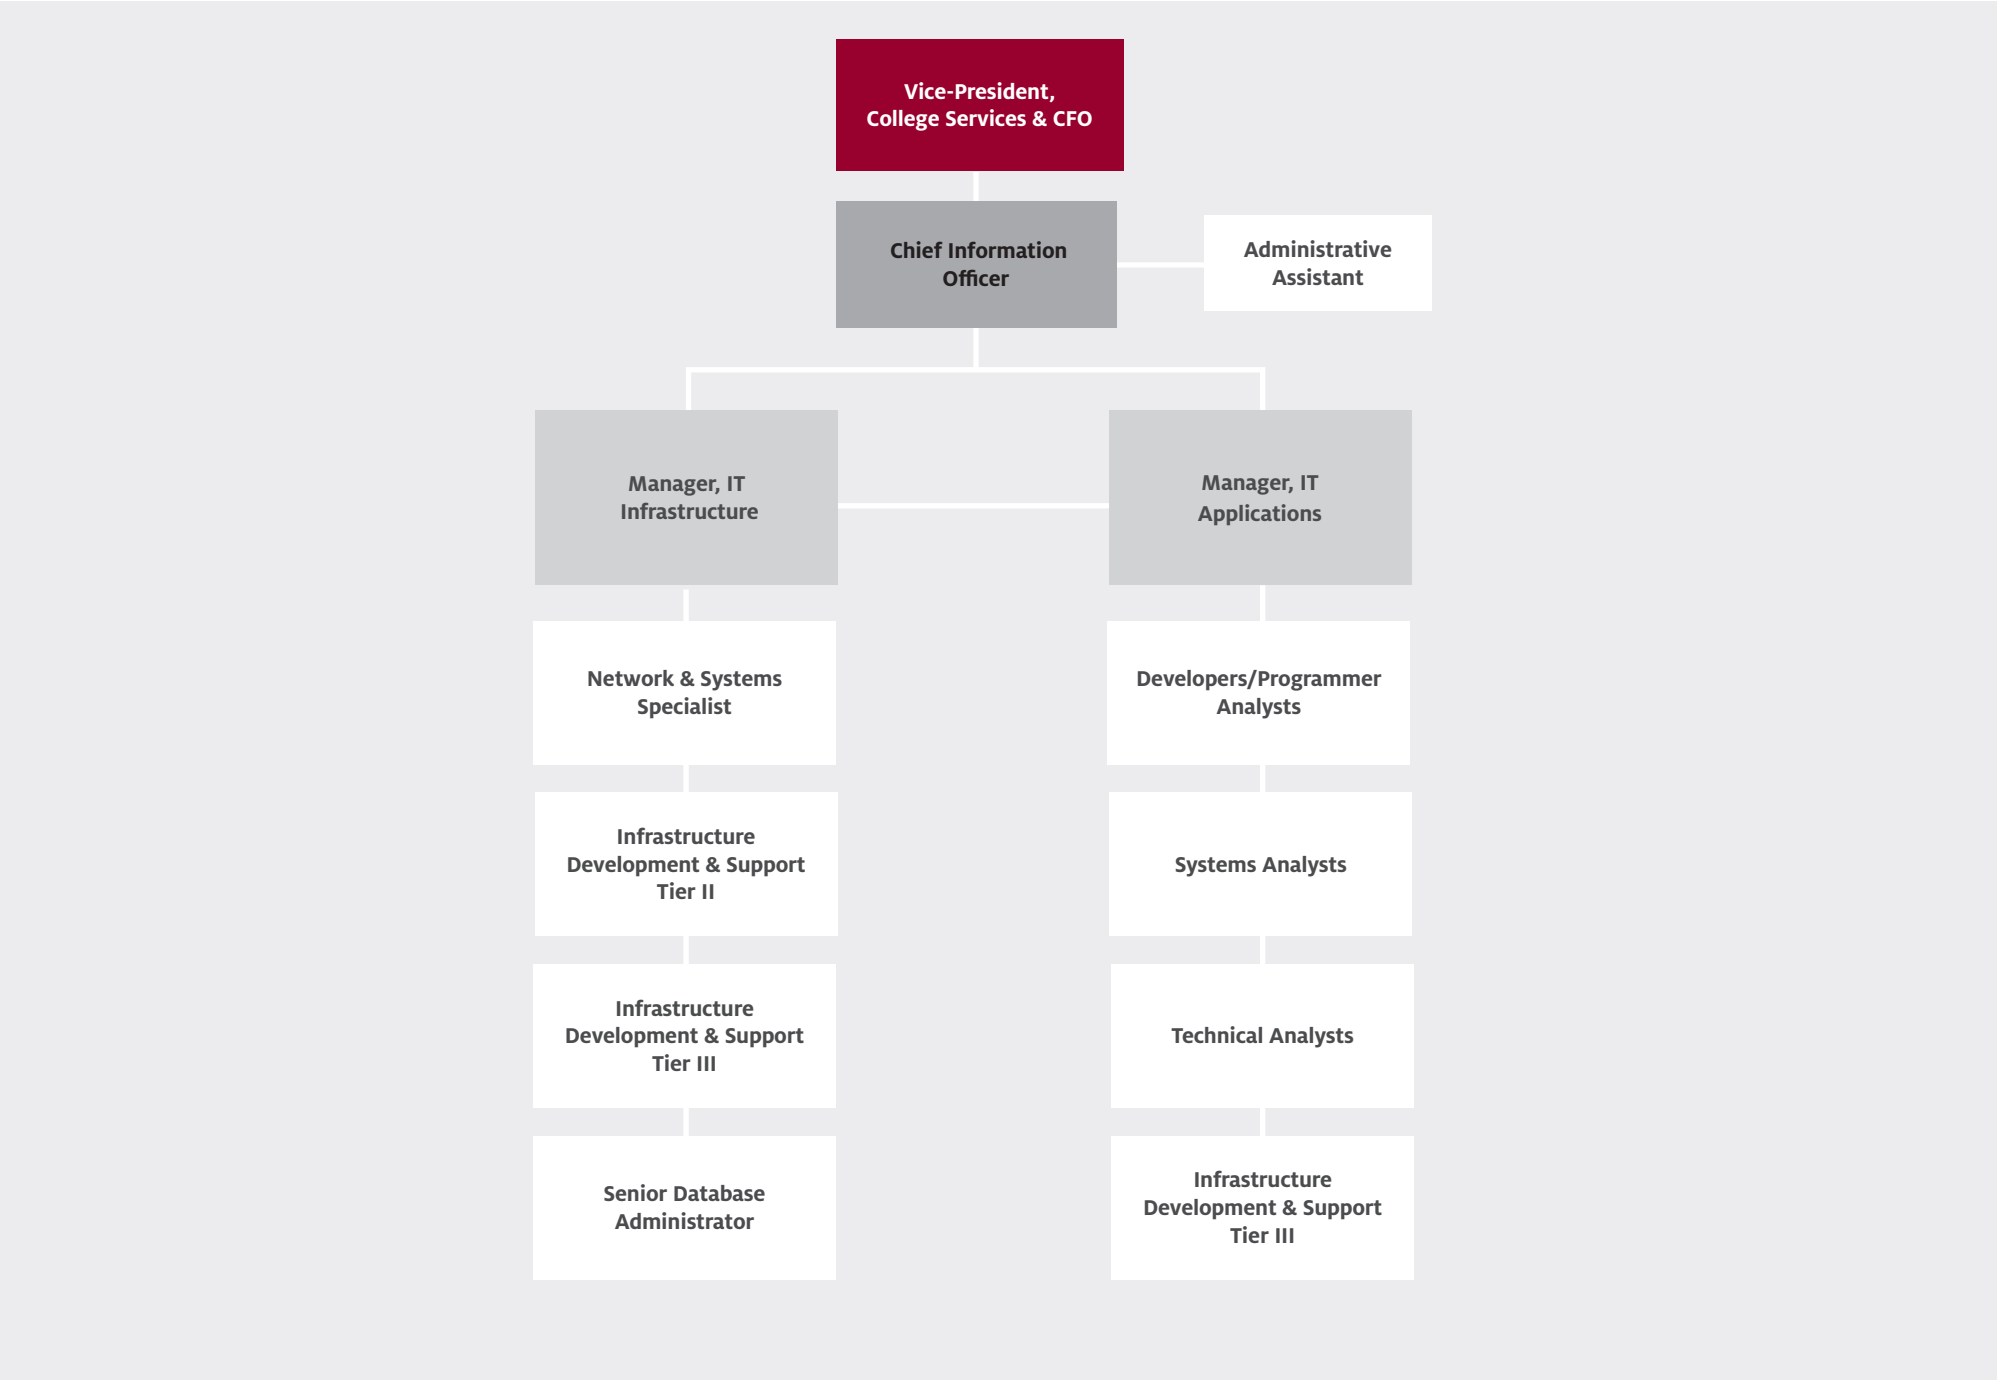 Vice-President,
College Services & CFO
Chief Information
Officer
Administrative
Assistant
Manager, IT
Infrastructure
Manager, IT
Applications
Network & Systems
Specialist
Developers/Programmer
Analysts
Infrastructure
Development & Support
Tier II
Systems Analysts
Infrastructure
Development & Support
Tier III
Technical Analysts
Senior Database
Administrator
Infrastructure
Development & Support
Tier III